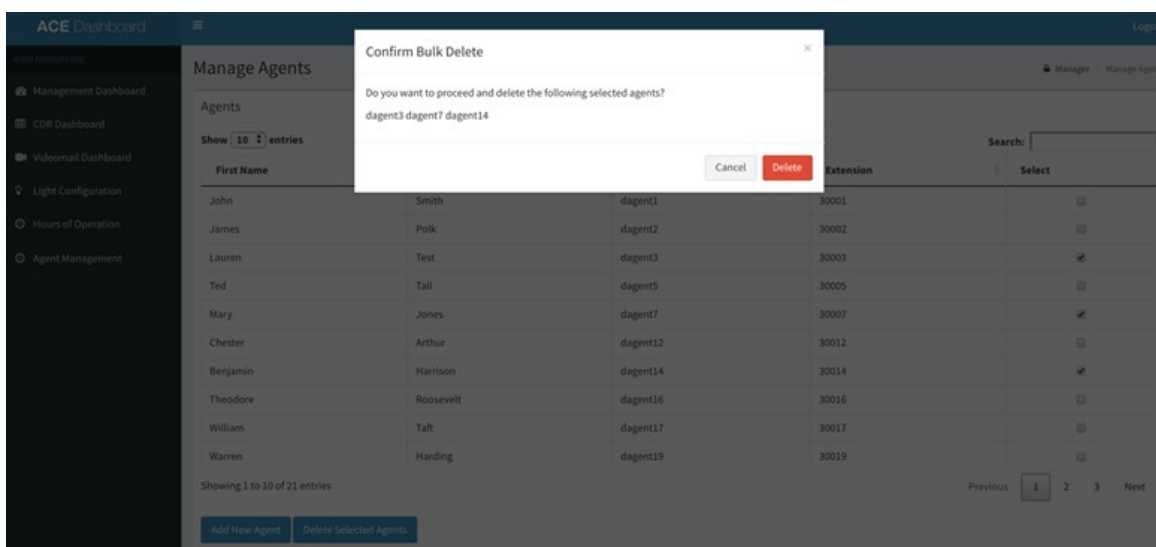 ACE Dashboard
Logo
MAIN NAVIGATION
Management Dashboard
CDR Dashboard
Videomail Dashboard
Light Configuration
Hours of Operation
Agent Management
Confirm Bulk Delete ×
Do you want to proceed and delete the following selected agents?
dagent3 dagent7 dagent14
Cancel Delete
Manage Agents
Manager Manage Agen
Agents
Show 10 entries
Search:
First Name Extension Select
John Smith dagent1 30001
James Polk dagent2 30002
Lauren Test dagent3 30003
Ted Tall dagent5 30005
Mary Jones dagent7 30007
Chester Arthur dagent12 30012
Benjamin Harrison dagent14 30014
Theodore Roosevelt dagent16 30016
William Taft dagent17 30017
Warren Harding dagent19 30019
Showing 1 to 10 of 21 entries
Previous 1 2 3 Next
Add New Agent Delete Selected Agents